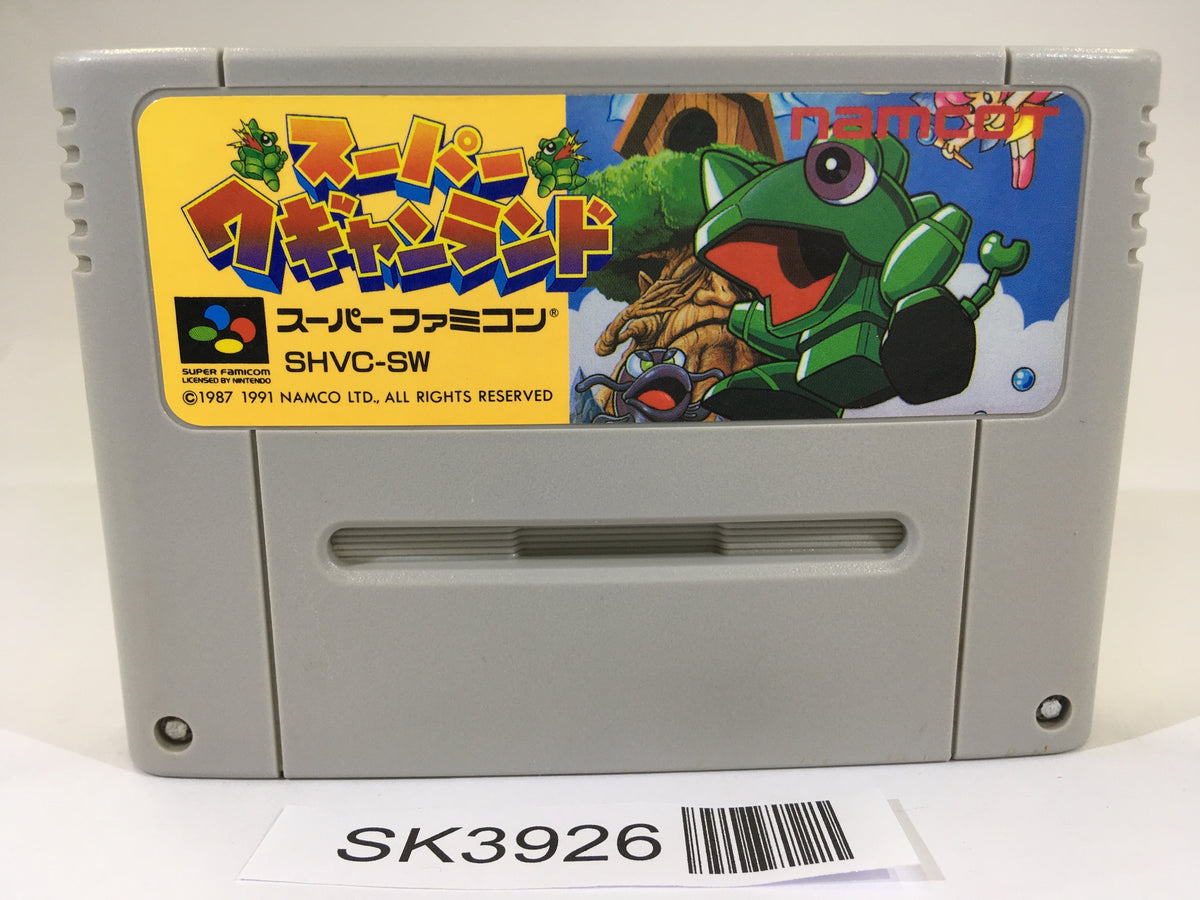 スーパー
ワギャンランド
namcoT
スーパーファミコン®
SHVC-SW
SUPER FAMICOM
LICENSED BY NINTENDO
©1987 1991 NAMCO LTD., ALL RIGHTS RESERVED
SK3926